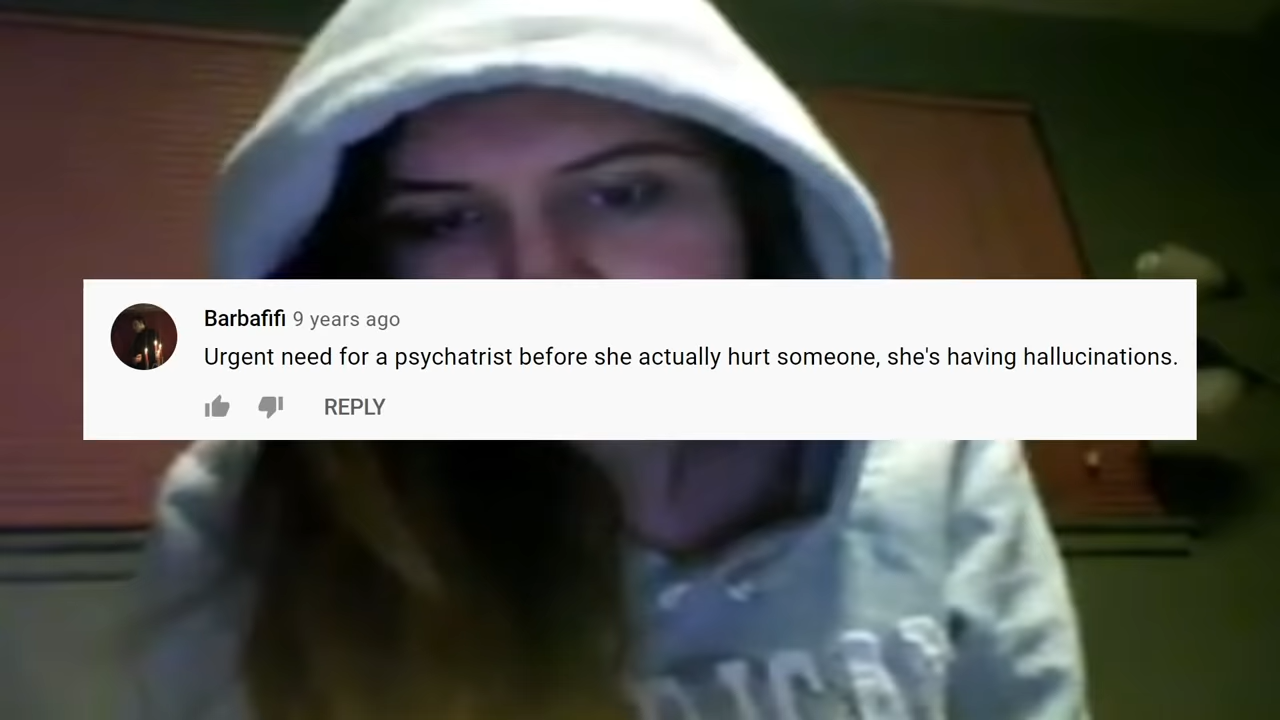 Barbafifi 9 years ago
Urgent need for a psychatrist before she actually hurt someone, she's having hallucinations.
REPLY